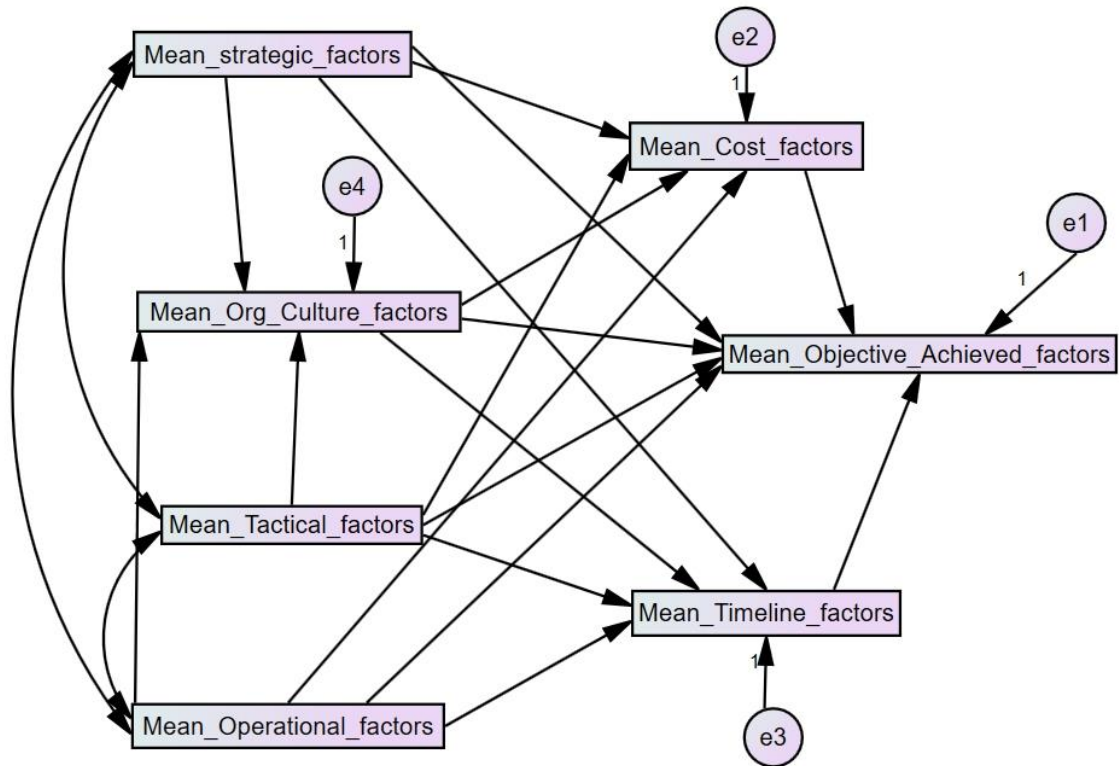 Mean_strategic_factors
e2
1
Mean_Cost_factors
e4
1
e1
1
Mean_Org_Culture_factors
Mean_Objective_Achieved_factors
Mean_Tactical_factors
Mean_Timeline_factors
1
Mean_Operational_factors
e3